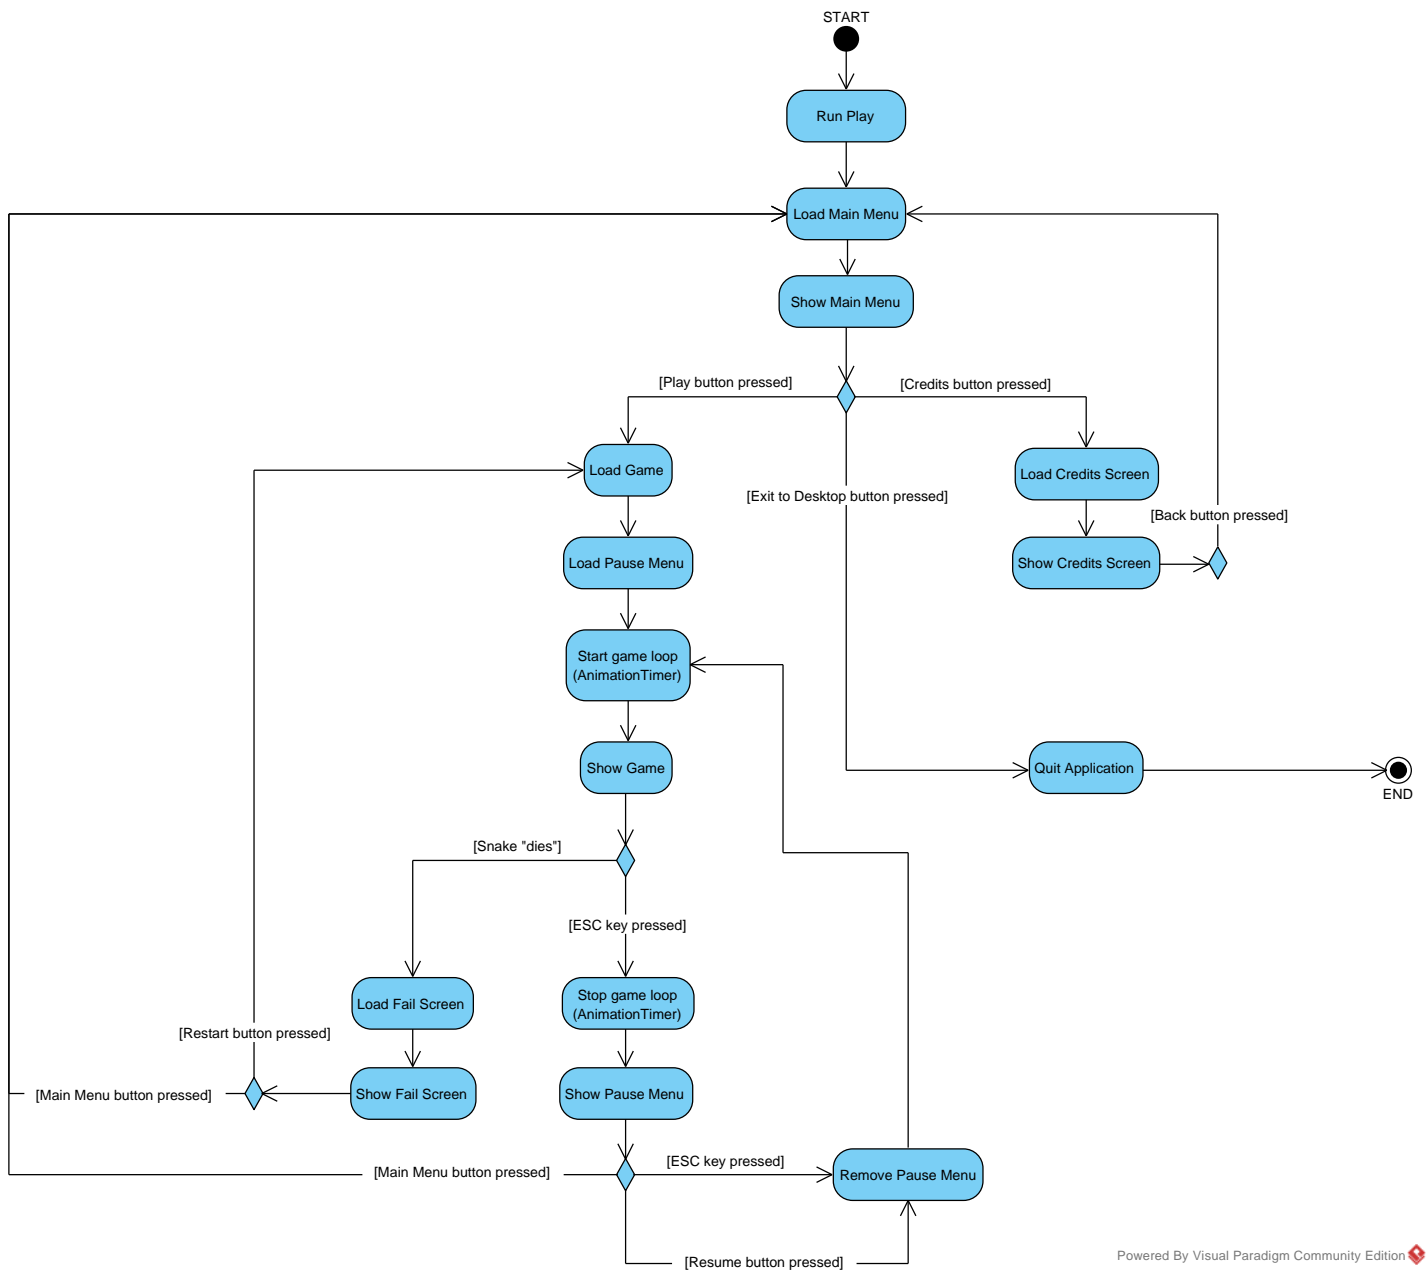 START
Run Play
Load Main Menu
Show Main Menu
[Play button pressed]
[Credits button pressed]
Load Game
Load Credits Screen
[Exit to Desktop button pressed]
[Back button pressed]
Load Pause Menu
Show Credits Screen
Start game loop
(AnimationTimer)
Show Game
Quit Application
END
[Snake "dies"]
[ESC key pressed]
Load Fail Screen
Stop game loop
(AnimationTimer)
[Restart button pressed]
[Main Menu button pressed]
Show Fail Screen
Show Pause Menu
[Main Menu button pressed]
[ESC key pressed]
Remove Pause Menu
[Resume button pressed]
Powered By Visual Paradigm Community Edition